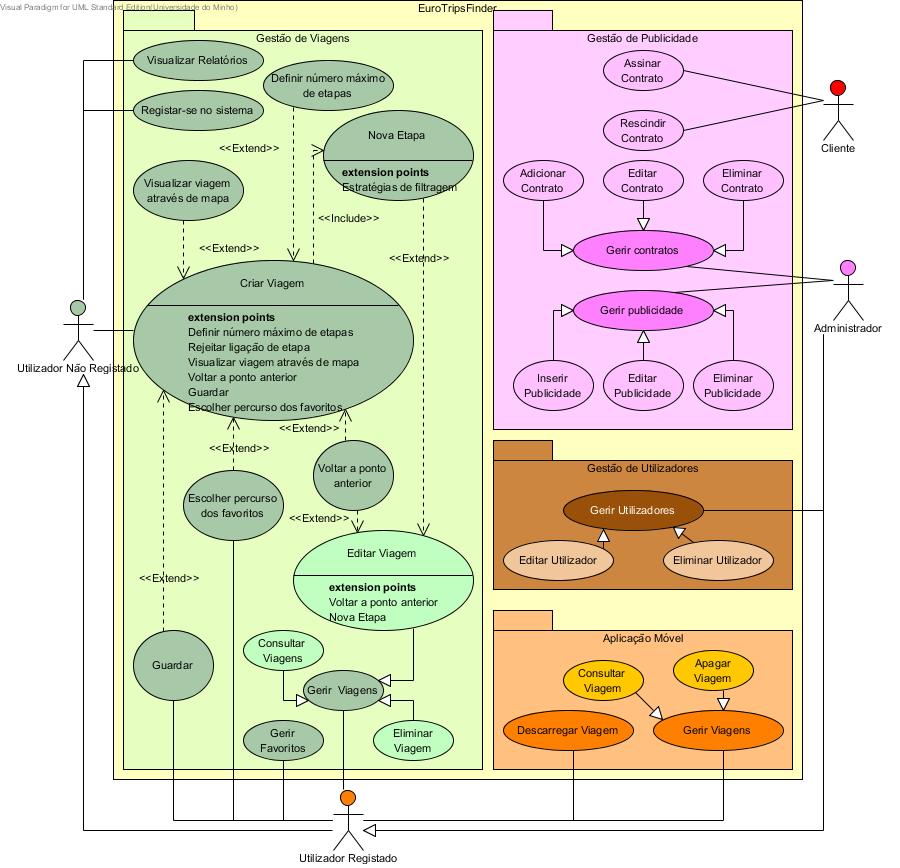 Visual Paradigm for UML Standard Edition(Universidade do Minho)
EuroTripsFinder
Gestão de Viagens
Visualizar Relatórios
Definir número máximo
de etapas
Registar-se no sistema
Nova Etapa
<<Extend>>
extension points
Estratégias de filtragem
Visualizar viagem
através de mapa
<<Include>>
<<Extend>>
<<Extend>>
Criar Viagem
extension points
Definir número máximo de etapas
Rejeitar ligação de etapa
Visualizar viagem através de mapa
Voltar a ponto anterior
Guardar
Escolher percurso dos favoritos
Utilizador Não Registado
<<Extend>>
<<Extend>>
Voltar a ponto
anterior
Escolher percurso
dos favoritos
<<Extend>>
Editar Viagem
extension points
Voltar a ponto anterior
Nova Etapa
<<Extend>>
Guardar
Consultar
Viagens
Gerir  Viagens
Gerir
Favoritos
Eliminar
Viagem
Gestão de Publicidade
Assinar
Contrato
Rescindir
Contrato
Cliente
Adicionar
Contrato
Editar
Contrato
Eliminar
Contrato
Gerir contratos
Gerir publicidade
Administrador
Inserir
Publicidade
Editar
Publicidade
Eliminar
Publicidade
Gestão de Utilizadores
Gerir Utilizadores
Editar Utilizador
Eliminar Utilizador
Aplicação Móvel
Consultar
Viagem
Apagar
Viagem
Descarregar Viagem
Gerir Viagens
Utilizador Registado